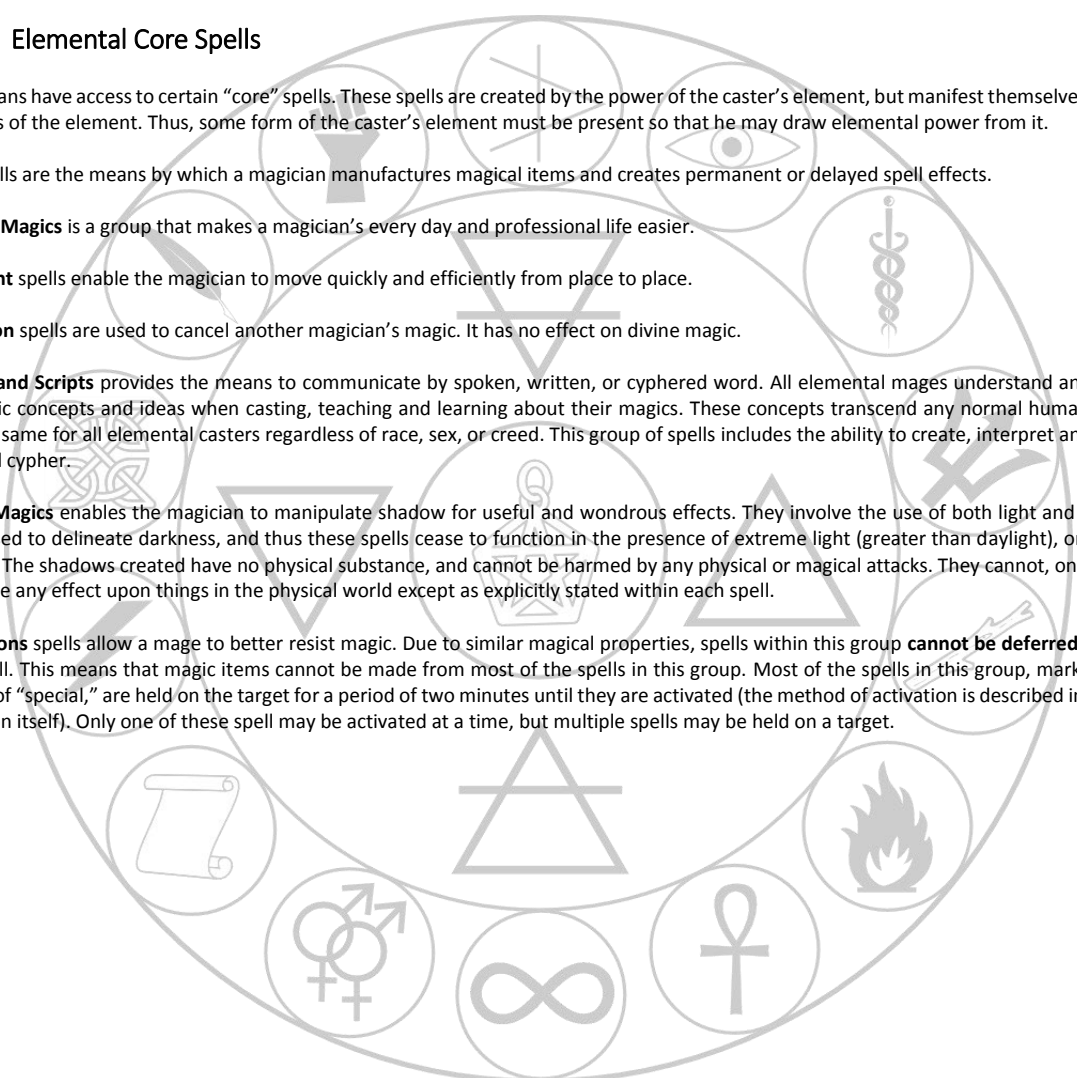 Elemental Core Spells
ans have access to certain “core” spells. These spells are created by the power of the caster’s element, but manifest themselve
s of the element. Thus, some form of the caster’s element must be present so that he may draw elemental power from it.
lls are the means by which a magician manufactures magical items and creates permanent or delayed spell effects.
Magics is a group that makes a magician’s every day and professional life easier.
nt spells enable the magician to move quickly and efficiently from place to place.
on spells are used to cancel another magician’s magic. It has no effect on divine magic.
and Scripts provides the means to communicate by spoken, written, or cyphered word. All elemental mages understand an
ic concepts and ideas when casting, teaching and learning about their magics. These concepts transcend any normal huma
same for all elemental casters regardless of race, sex, or creed. This group of spells includes the ability to create, interpret an
l cypher.
Magics enables the magician to manipulate shadow for useful and wondrous effects. They involve the use of both light and
ed to delineate darkness, and thus these spells cease to function in the presence of extreme light (greater than daylight), o
The shadows created have no physical substance, and cannot be harmed by any physical or magical attacks. They cannot, on
e any effect upon things in the physical world except as explicitly stated within each spell.
ons spells allow a mage to better resist magic. Due to similar magical properties, spells within this group cannot be deferred
ll. This means that magic items cannot be made from most of the spells in this group. Most of the spells in this group, mark
of “special,” are held on the target for a period of two minutes until they are activated (the method of activation is described i
n itself). Only one of these spell may be activated at a time, but multiple spells may be held on a target.